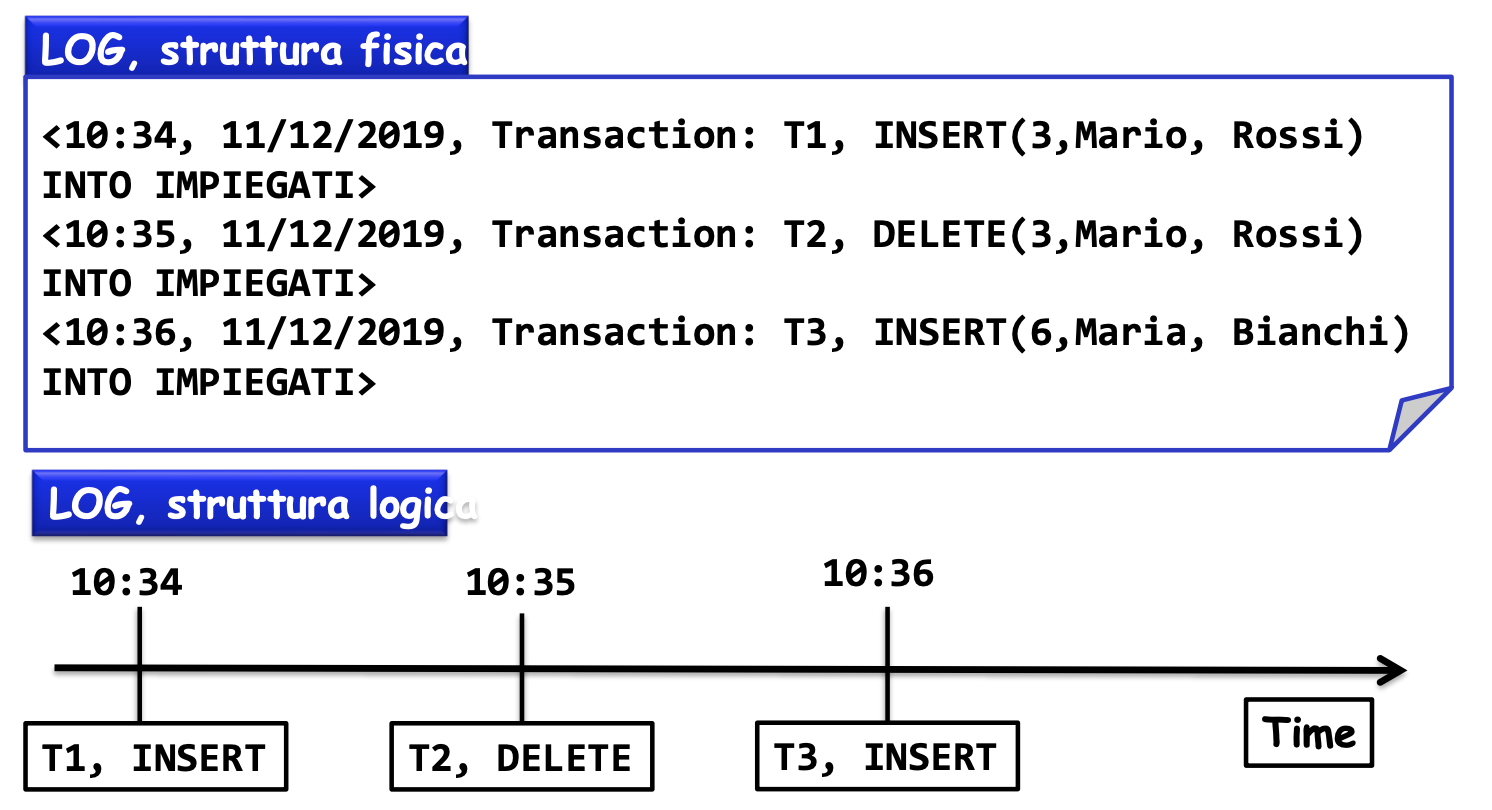 LOG, struttura fisica
<10:34, 11/12/2019, Transaction: T1, INSERT(3,Mario, Rossi)
INTO IMPIEGATI>
<10:35, 11/12/2019, Transaction: T2, DELETE(3,Mario, Rossi)
INTO IMPIEGATI>
<10:36, 11/12/2019, Transaction: T3, INSERT(6,Maria, Bianchi)
INTO IMPIEGATI>
LOG, struttura logica
10:34 10:35 10:36
T1, INSERT T2, DELETE T3, INSERT Time